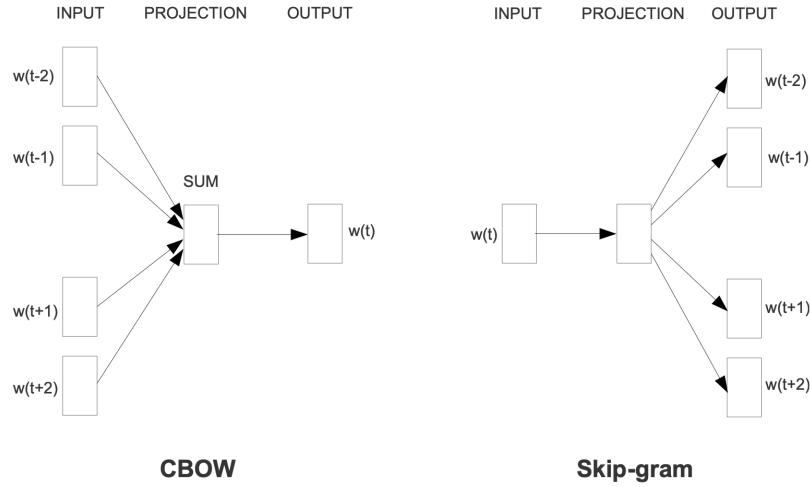 INPUT PROJECTION OUTPUT
w(t-2)
w(t-1)
SUM
w(t)
w(t+1)
w(t+2)
CBOW
INPUT PROJECTION OUTPUT
w(t-2)
w(t-1)
w(t)
w(t+1)
w(t+2)
Skip-gram